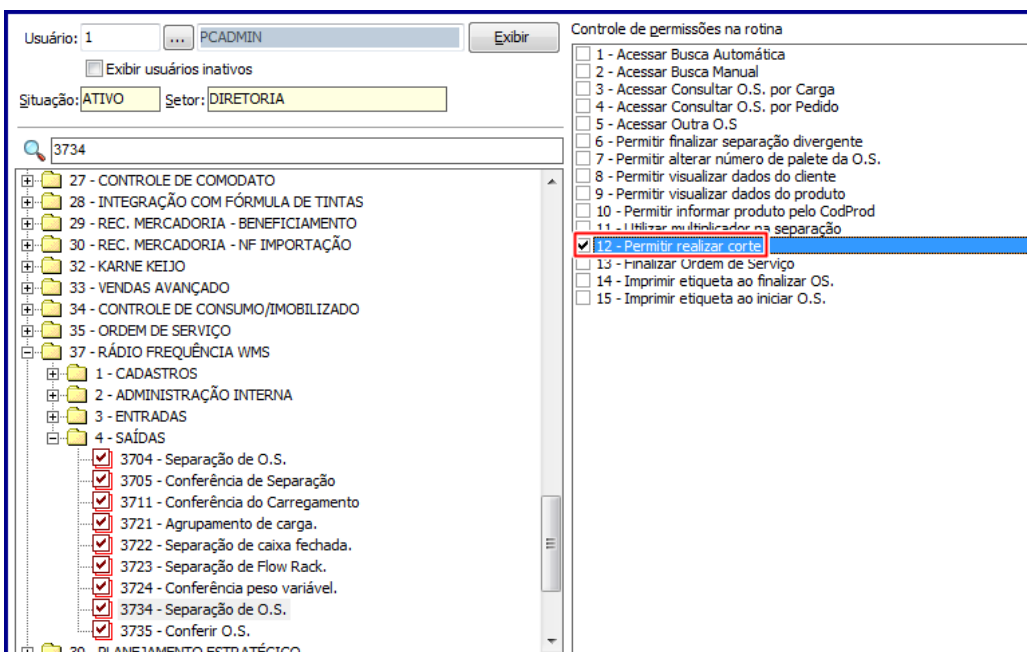 Usuário: 1 ... PCADMIN Exibir
Exibir usuários inativos
Situação: ATIVO Setor: DIRETORIA
3734
27 - CONTROLE DE COMODATO
28 - INTEGRAÇÃO COM FÓRMULA DE TINTAS
29 - REC. MERCADORIA - BENEFICIAMENTO
30 - REC. MERCADORIA - NF IMPORTAÇÃO
32 - KARNE KEIJO
33 - VENDAS AVANÇADO
34 - CONTROLE DE CONSUMO/IMOBILIZADO
35 - ORDEM DE SERVIÇO
37 - RÁDIO FREQUÊNCIA WMS
1 - CADASTROS
2 - ADMINISTRAÇÃO INTERNA
3 - ENTRADAS
4 - SAÍDAS
3704 - Separação de O.S.
3705 - Conferência de Separação
3711 - Conferência do Carregamento
3721 - Agrupamento de carga.
3722 - Separação de caixa fechada.
3723 - Separação de Flow Rack.
3724 - Conferência peso variável.
3734 - Separação de O.S.
3735 - Conferir O.S.
39 - PLANEJAMENTO ESTRATÉGICO
Controle de permissões na rotina
1 - Acessar Busca Automática
2 - Acessar Busca Manual
3 - Acessar Consultar O.S. por Carga
4 - Acessar Consultar O.S. por Pedido
5 - Acessar Outra O.S
6 - Permitir finalizar separação divergente
7 - Permitir alterar número de palete da O.S.
8 - Permitir visualizar dados do cliente
9 - Permitir visualizar dados do produto
10 - Permitir informar produto pelo CodProd
11 - Utilizar multiplicador na separação
12 - Permitir realizar corte
13 - Finalizar Ordem de Serviço
14 - Imprimir etiqueta ao finalizar OS.
15 - Imprimir etiqueta ao iniciar O.S.